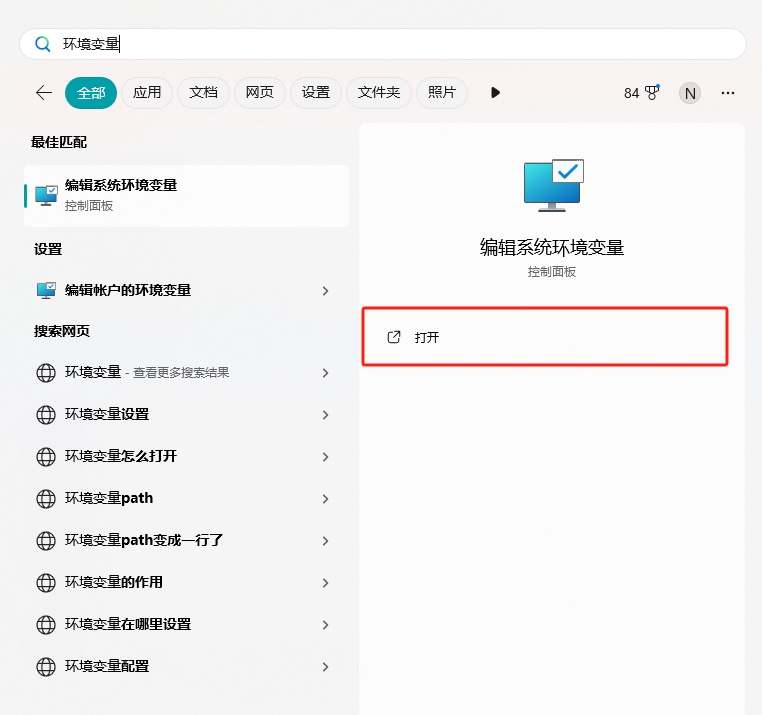 环境变量
全部
应用
文档
网页
设置
文件夹
照片
84
N
最佳匹配
编辑系统环境变量
控制面板
设置
编辑帐户的环境变量
搜索网页
环境变量 - 查看更多搜索结果
环境变量设置
环境变量怎么打开
环境变量path
环境变量path变成一行了
环境变量的作用
环境变量在哪里设置
环境变量配置
编辑系统环境变量
控制面板
打开